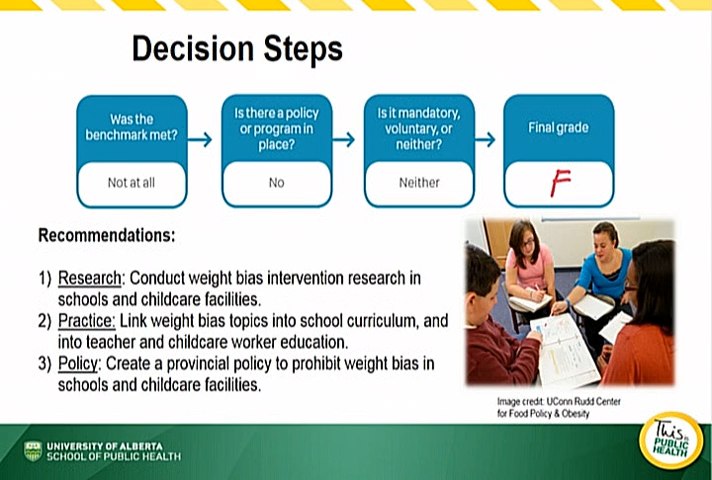 Decision Steps
Was the
benchmark met?
Not at all
Is there a policy
or program in
place?
No
Is it mandatory,
voluntary, or
neither?
Neither
Final grade
F
Recommendations:
1) Research: Conduct weight bias intervention research in
schools and childcare facilities.
2) Practice: Link weight bias topics into school curriculum, and
into teacher and childcare worker education.
3) Policy: Create a provincial policy to prohibit weight bias in
schools and childcare facilities.
Image credit: UConn Rudd Center
for Food Policy & Obesity
UNIVERSITY OF ALBERTA
SCHOOL OF PUBLIC HEALTH
This is
PUBLIC
HEALTH